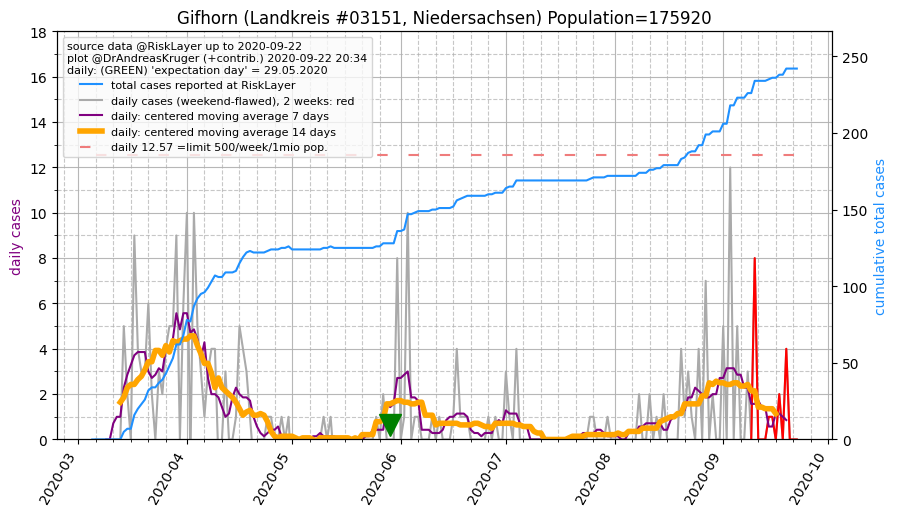 Gifhorn (Landkreis #03151, Niedersachsen) Population=175920
source data @RiskLayer up to 2020-09-22
plot @DrAndreasKruger (+contrib.) 2020-09-22 20:34
daily: (GREEN) 'expectation day' = 29.05.2020
total cases reported at RiskLayer
daily cases (weekend-flawed), 2 weeks: red
daily: centered moving average 7 days
daily: centered moving average 14 days
daily 12.57 =limit 500/week/1mio pop.
daily cases
18
16
14
12
10
8
6
4
2
0
250
200
150
100
50
0
cumulative total cases
2020-03
2020-04
2020-05
2020-06
2020-07
2020-08
2020-09
2020-10